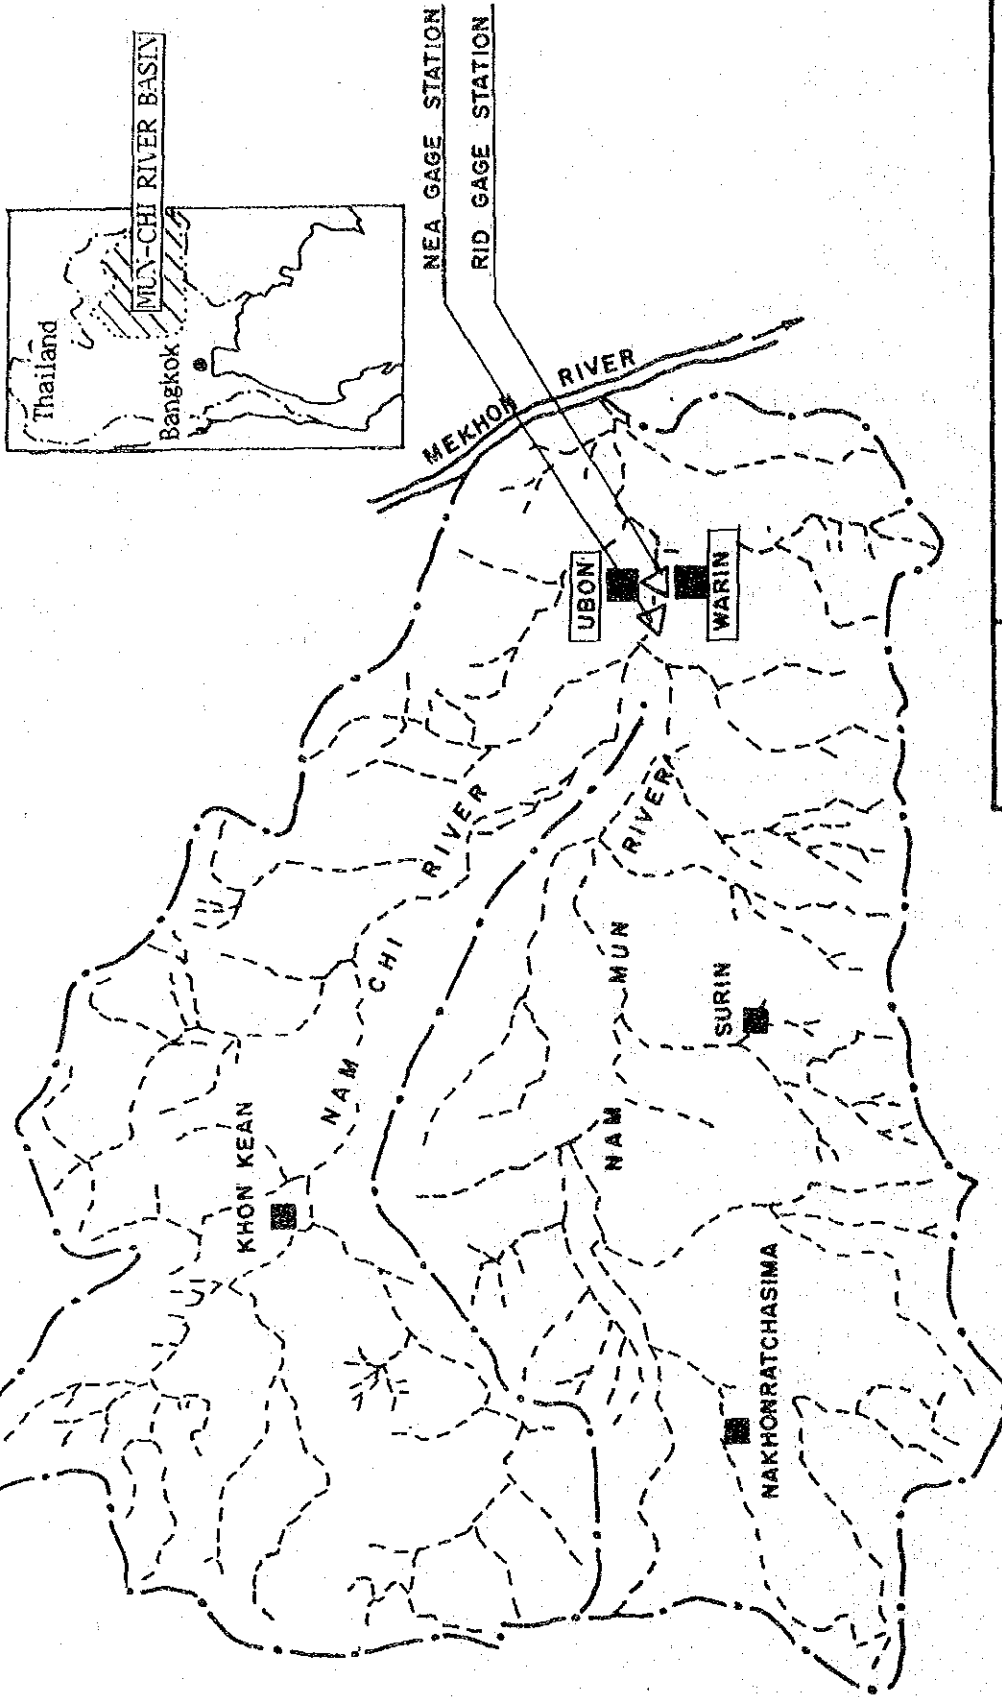 Thailand
Bangkok
MUN-CHI RIVER BASIN
NEA GAGE STATION
RID GAGE STATION
MEKHON RIVER
UBON
WARIN
KHON KEAN
NAM CHI RIVER
NAM MUN RIVER
SURIN
NAKHONRATCHASIMA